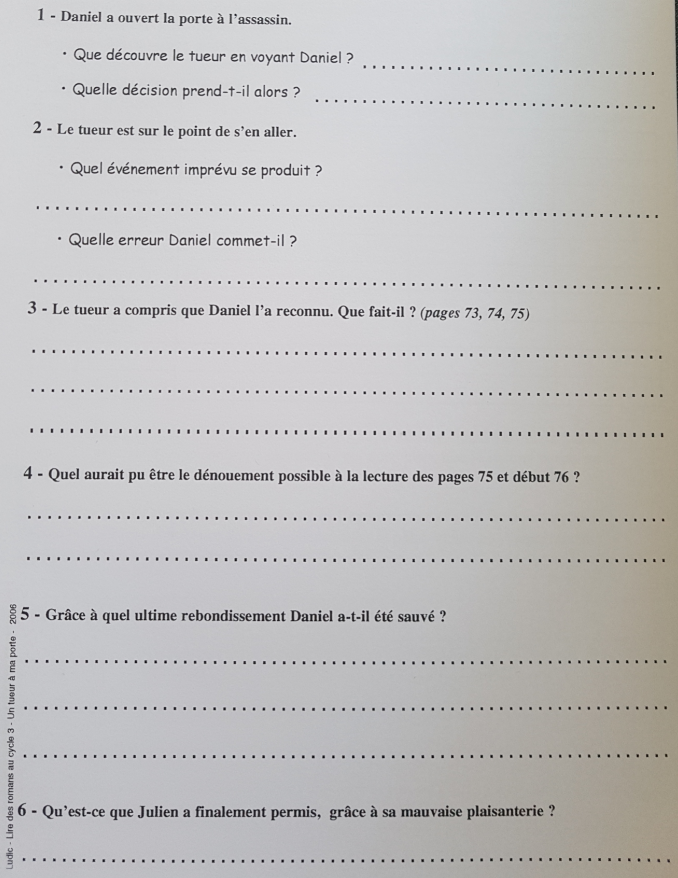 1 - Daniel a ouvert la porte à l'assassin.
• Que découvre le tueur en voyant Daniel ?
• Quelle décision prend-t-il alors ?
2 - Le tueur est sur le point de s'en aller.
• Quel événement imprévu se produit ?
• Quelle erreur Daniel commet-il ?
3 - Le tueur a compris que Daniel l'a reconnu. Que fait-il ? (pages 73, 74, 75)
4 - Quel aurait pu être le dénouement possible à la lecture des pages 75 et début 76 ?
5 - Grâce à quel ultime rebondissement Daniel a-t-il été sauvé ?
6 - Qu'est-ce que Julien a finalement permis, grâce à sa mauvaise plaisanterie ?
Ludic - Lire des romans au cycle 3 - Un tueur à ma porte - 2006